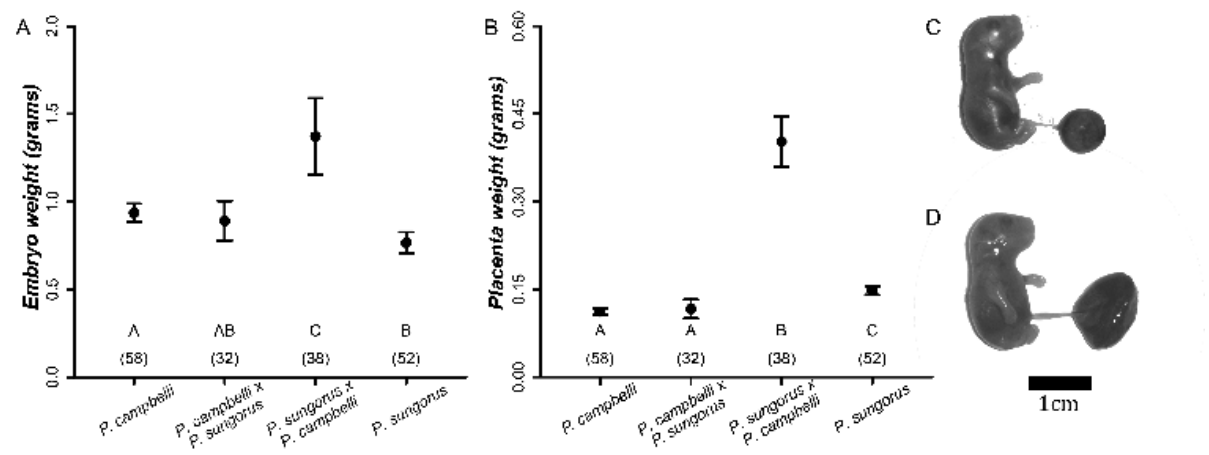 A
Embryo weight (grams)
2.0
1.5
1.0
0.5
0.0
A
AB
C
B
(58)
(32)
(38)
(52)
P. campbelli
P. campbelli x
P. sungorus
P. sungorus x
P. campbelli
P. sungorus
B
Placenta weight (grams)
0.60
0.45
0.30
0.15
0.00
A
A
B
C
(58)
(32)
(38)
(52)
P. campbelli
P. campbelli x
P. sungorus
P. sungorus x
P. campbelli
P. sungorus
C
D
1cm